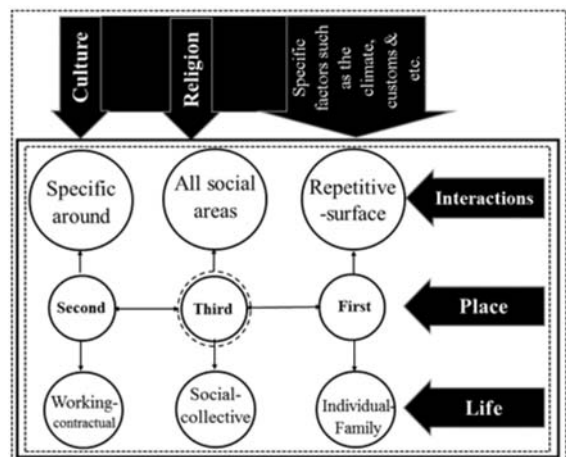 Culture
Religion
Specific
factors such
as the
climate,
customs &
etc.
Specific
around
All social
areas
Repetitive
-surface
Interactions
Second
Third
First
Place
Working-
contractual
Social-
collective
Individual-
Family
Life